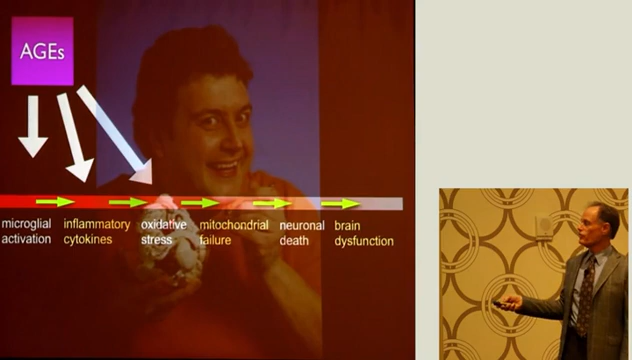 AGEs
microglial
activation
inflammatory
cytokines
oxidative
stress
mitochondrial
failure
neuronal
death
brain
dysfunction